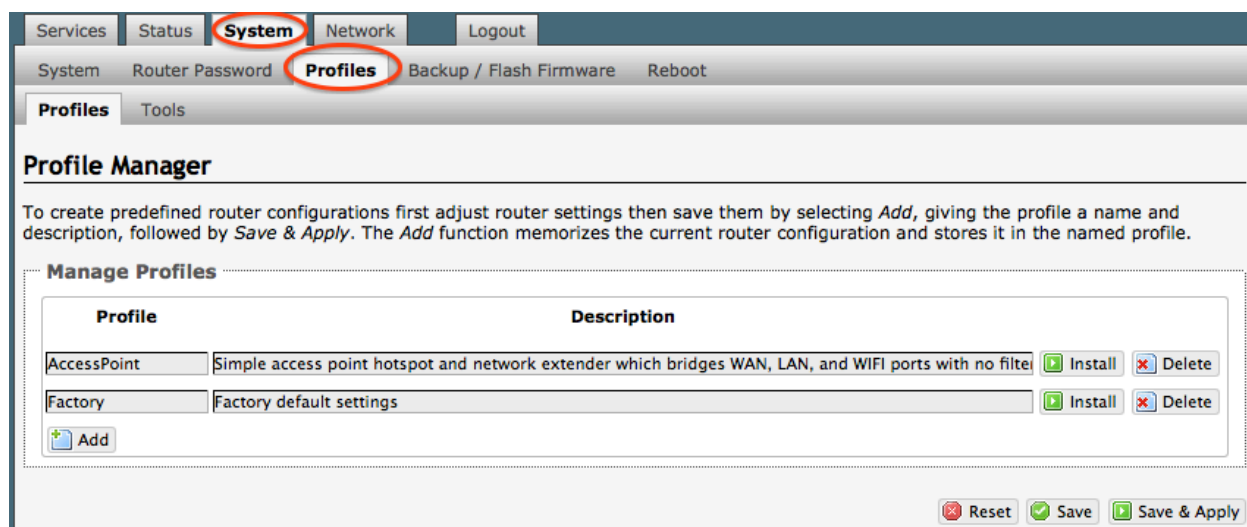 Services Status System Network Logout
System Router Password Profiles Backup / Flash Firmware Reboot
Profiles Tools
Profile Manager
To create predefined router configurations first adjust router settings then save them by selecting Add, giving the profile a name and
description, followed by Save & Apply. The Add function memorizes the current router configuration and stores it in the named profile.
Manage Profiles
Profile Description
AccessPoint Simple access point hotspot and network extender which bridges WAN, LAN, and WIFI ports with no filte Install Delete
Factory Factory default settings Install Delete
Add
Reset Save Save & Apply